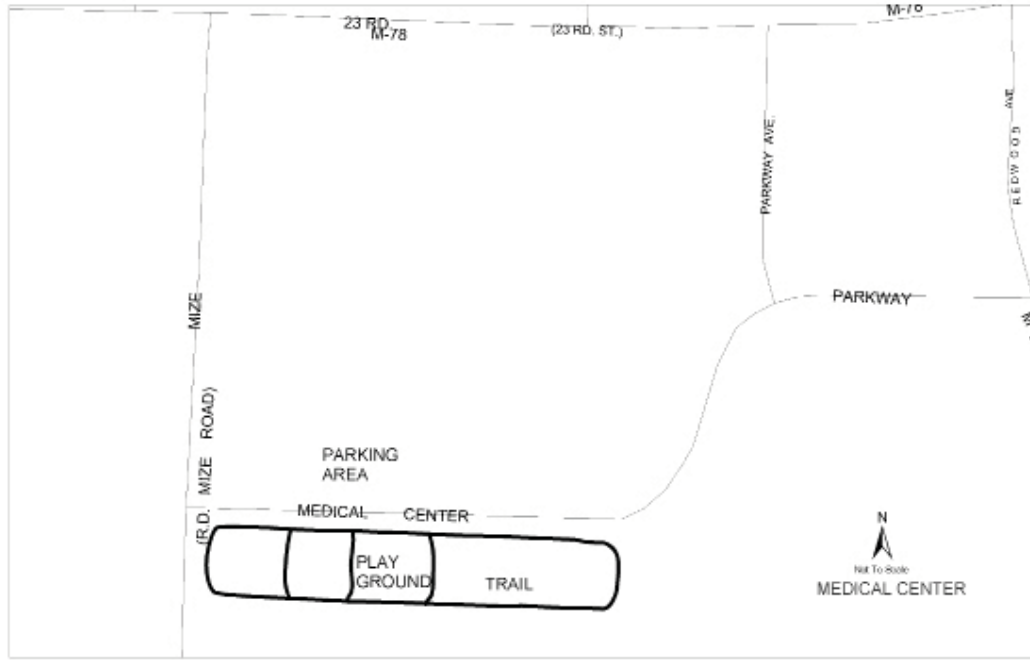 23 RD.
M-78
(23 RD. ST.)
M-78
PARKWAY AVE.
REDWOOD AVE
MIZE
PARKWAY
(R.D. MIZE ROAD)
PARKING
AREA
MEDICAL CENTER
PLAY
GROUND
TRAIL
N
Not To Scale
MEDICAL CENTER